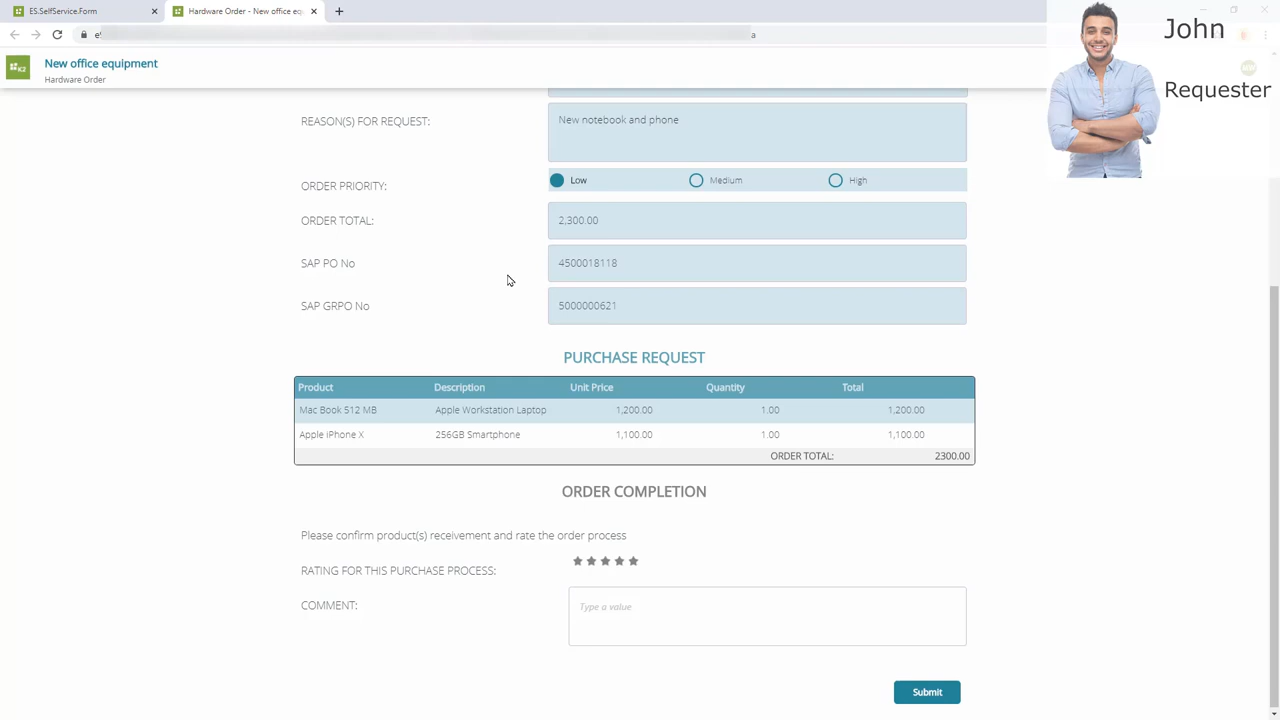 ES.SelfService.Form
Hardware Order - New office eq
John
Requester
K2
New office equipment
Hardware Order
REASON(S) FOR REQUEST:
New notebook and phone
ORDER PRIORITY:
Low Medium High
ORDER TOTAL:
2,300.00
SAP PO No
4500018118
SAP GRPO No
5000000621
PURCHASE REQUEST
Product Description Unit Price Quantity Total
Mac Book 512 MB Apple Workstation Laptop 1,200.00 1.00 1,200.00
Apple iPhone X 256GB Smartphone 1,100.00 1.00 1,100.00
ORDER TOTAL: 2300.00
ORDER COMPLETION
Please confirm product(s) receivement and rate the order process
RATING FOR THIS PURCHASE PROCESS:
COMMENT:
Type a value
Submit